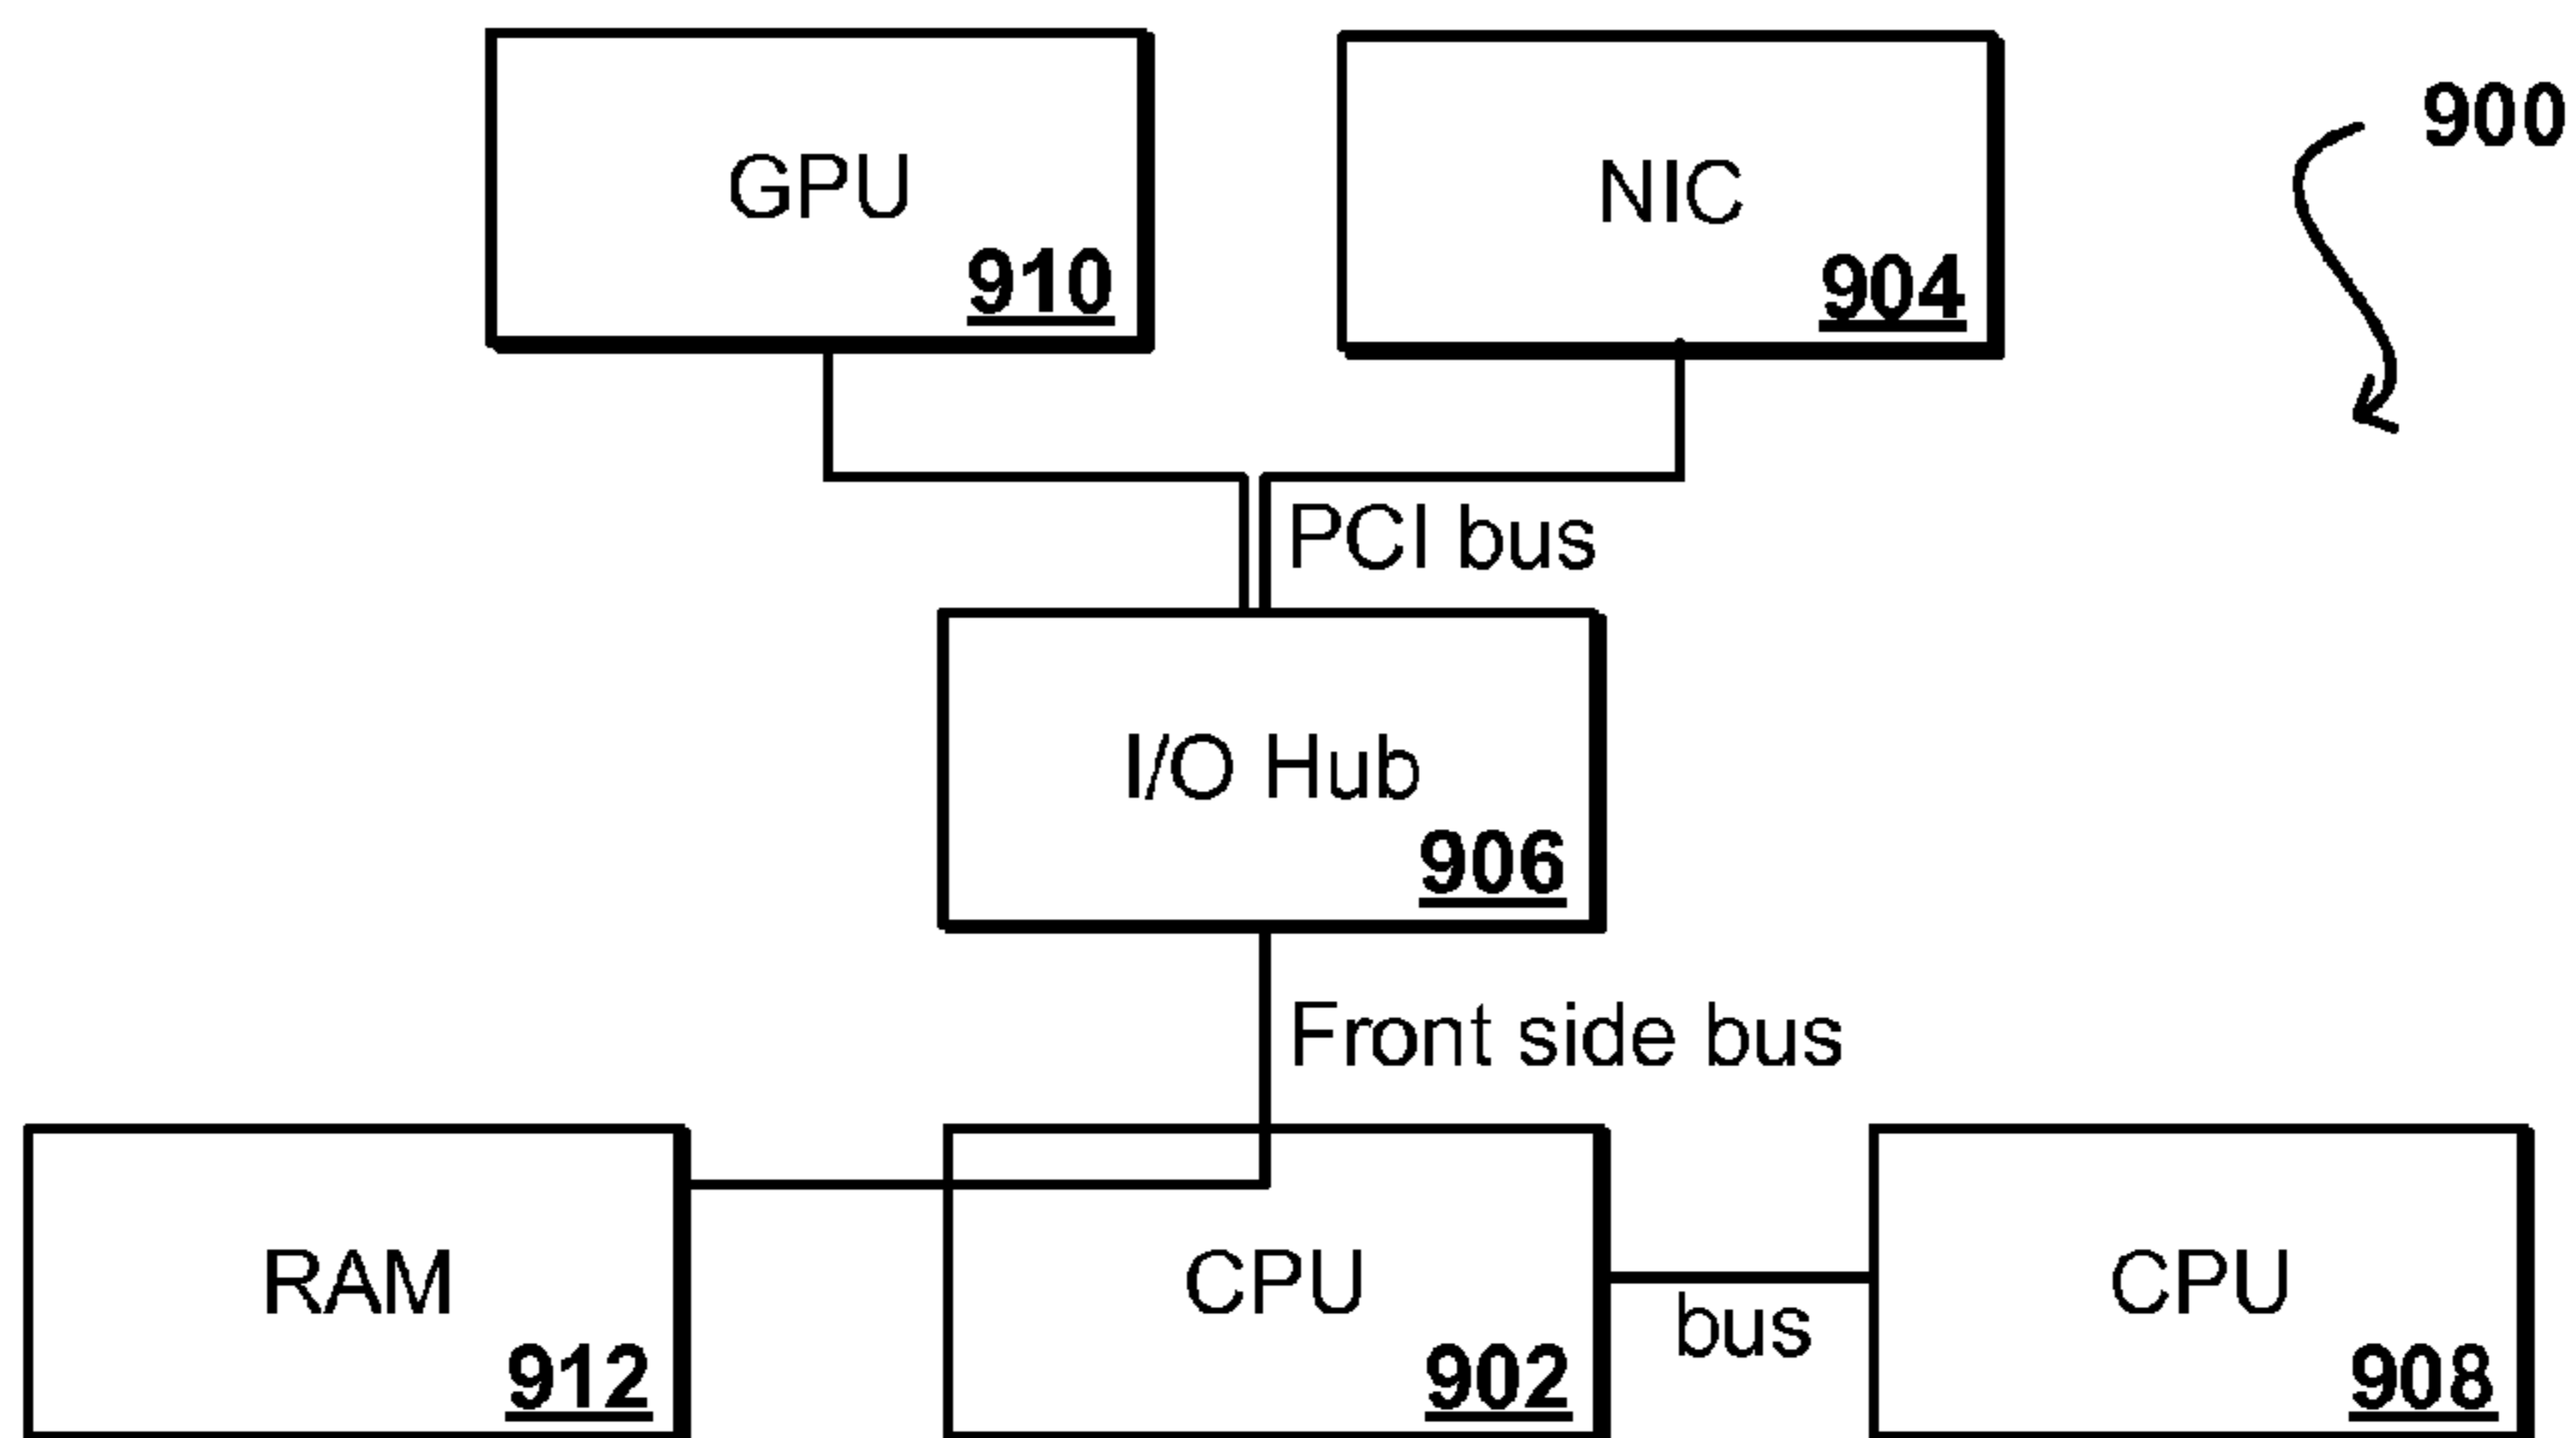 GPU
910
NIC
904
900
PCI bus
I/O Hub
906
Front side bus
RAM
912
CPU
902
bus
CPU
908